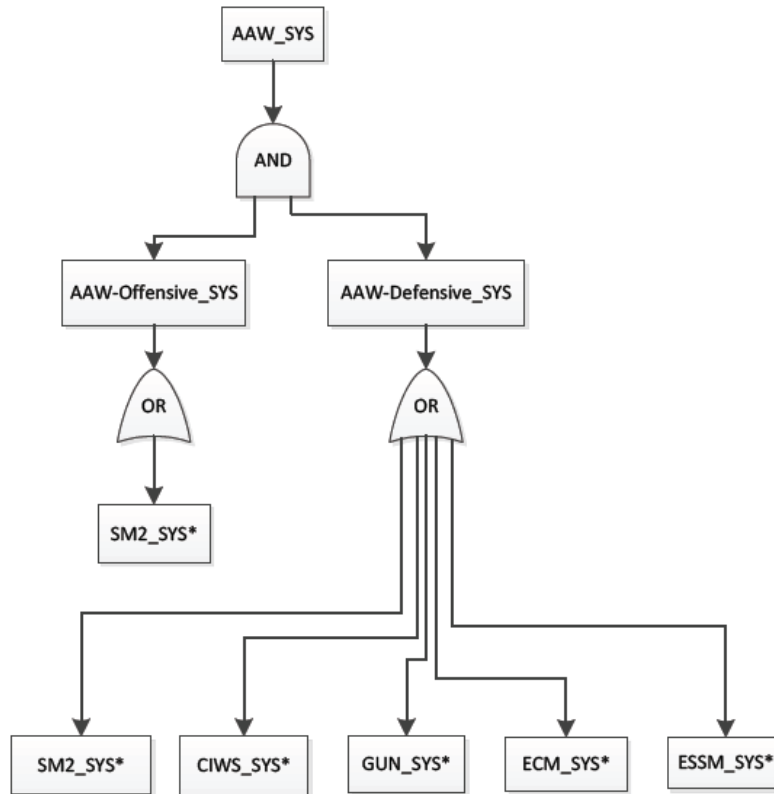 AAW_SYS
AND
AAW-Offensive_SYS
AAW-Defensive_SYS
OR
OR
SM2_SYS*
SM2_SYS*
CIWS_SYS*
GUN_SYS*
ECM_SYS*
ESSM_SYS*